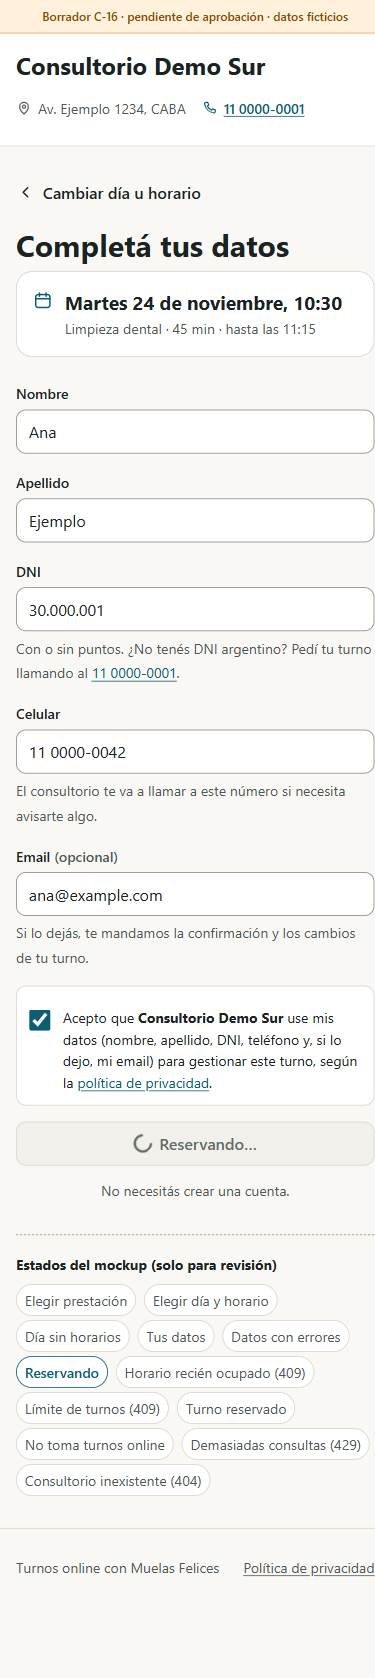 Borrador C-16 · pendiente de aprobación · datos ficticios
Consultorio Demo Sur
Av. Ejemplo 1234, CABA 11 0000-0001
Cambiar día u horario
Completá tus datos
Martes 24 de noviembre, 10:30
Limpieza dental · 45 min · hasta las 11:15
Nombre
Ana
Apellido
Ejemplo
DNI
30.000.001
Con o sin puntos. ¿No tenés DNI argentino? Pedí tu turno
llamando al 11 0000-0001.
Celular
11 0000-0042
El consultorio te va a llamar a este número si necesita
avisarte algo.
Email (opcional)
ana@example.com
Si lo dejás, te mandamos la confirmación y los cambios
de tu turno.
Acepto que Consultorio Demo Sur use mis
datos (nombre, apellido, DNI, teléfono y, si lo
dejo, mi email) para gestionar este turno, según
la política de privacidad.
Reservando…
No necesitás crear una cuenta.
Estados del mockup (solo para revisión)
Elegir prestación Elegir día y horario
Día sin horarios Tus datos Datos con errores
Reservando Horario recién ocupado (409)
Límite de turnos (409) Turno reservado
No toma turnos online Demasiadas consultas (429)
Consultorio inexistente (404)
Turnos online con Muelas Felices Política de privacidad